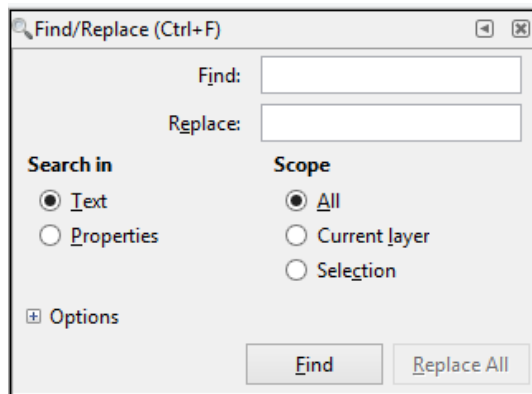 Find/Replace (Ctrl+F)
Find:
Replace:
Search in
Text
Properties
Scope
All
Current layer
Selection
Options
Find
Replace All